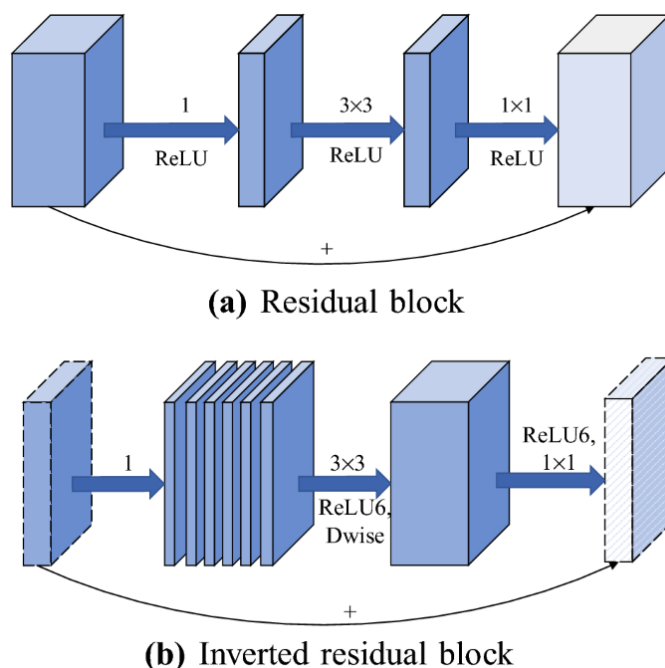 1 3×3 1×1
ReLU ReLU ReLU
+
(a) Residual block
ReLU6,
1 3×3 1×1
ReLU6,
Dwise
+
(b) Inverted residual block